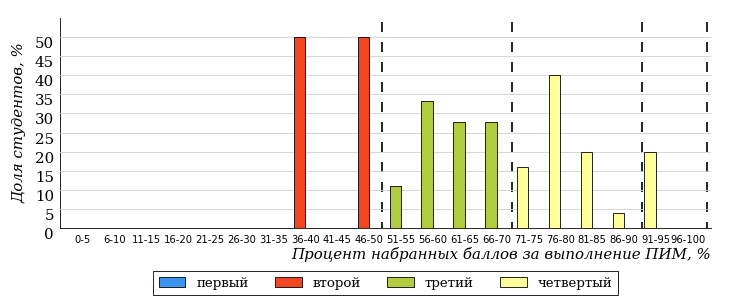 Доля студентов, %
50
45
40
35
30
25
20
15
10
5
0
0-5 6-10 11-15 16-20 21-25 26-30 31-35 36-40 41-45 46-50 51-55 56-60 61-65 66-70 71-75 76-80 81-85 86-90 91-95 96-100
Процент набранных баллов за выполнение ПИМ, %
первый второй третий четвертый